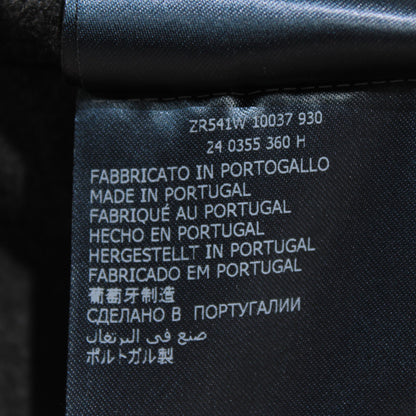 ZR541W 10037 930
24 0355 360 H
FABBRICATO IN PORTOGALLO
MADE IN PORTUGAL
FABRIQUÉ AU PORTUGAL
HECHO EN PORTUGAL
HERGESTELLT IN PORTUGAL
FABRICADO EM PORTUGAL
葡萄牙制造
СДЕЛАНО В ПОРТУГАЛИИ
صنع في البرتغال
ポルトガル製